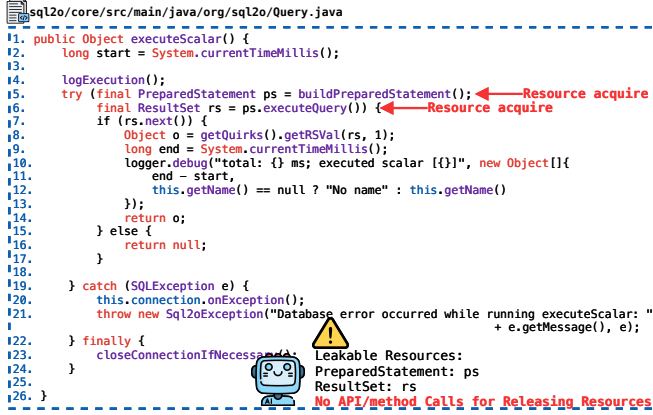 sql2o/core/src/main/java/org/sql2o/Query.java
1. public Object executeScalar() {
2. long start = System.currentTimeMillis();
3.
4. logExecution();
5. try (final PreparedStatement ps = buildPreparedStatement(); Resource acquire
6. final ResultSet rs = ps.executeQuery()) { Resource acquire
7. if (rs.next()) {
8. Object o = getQuirks().getRSVal(rs, 1);
9. long end = System.currentTimeMillis();
10. logger.debug("total: {} ms; executed scalar [{}]", new Object[]{
11. end - start,
12. this.getName() == null ? "No name" : this.getName()
13. });
14. return o;
15. } else {
16. return null;
17. }
18.
19. } catch (SQLException e) {
20. this.connection.onException();
21. throw new Sql2oException("Database error occurred while running executeScalar: "
+ e.getMessage(), e);
22. } finally {
23. closeConnectionIfNecessary();
24. }
25.
26. }
Leakable Resources:
PreparedStatement: ps
ResultSet: rs
No API/method Calls for Releasing Resources
AI